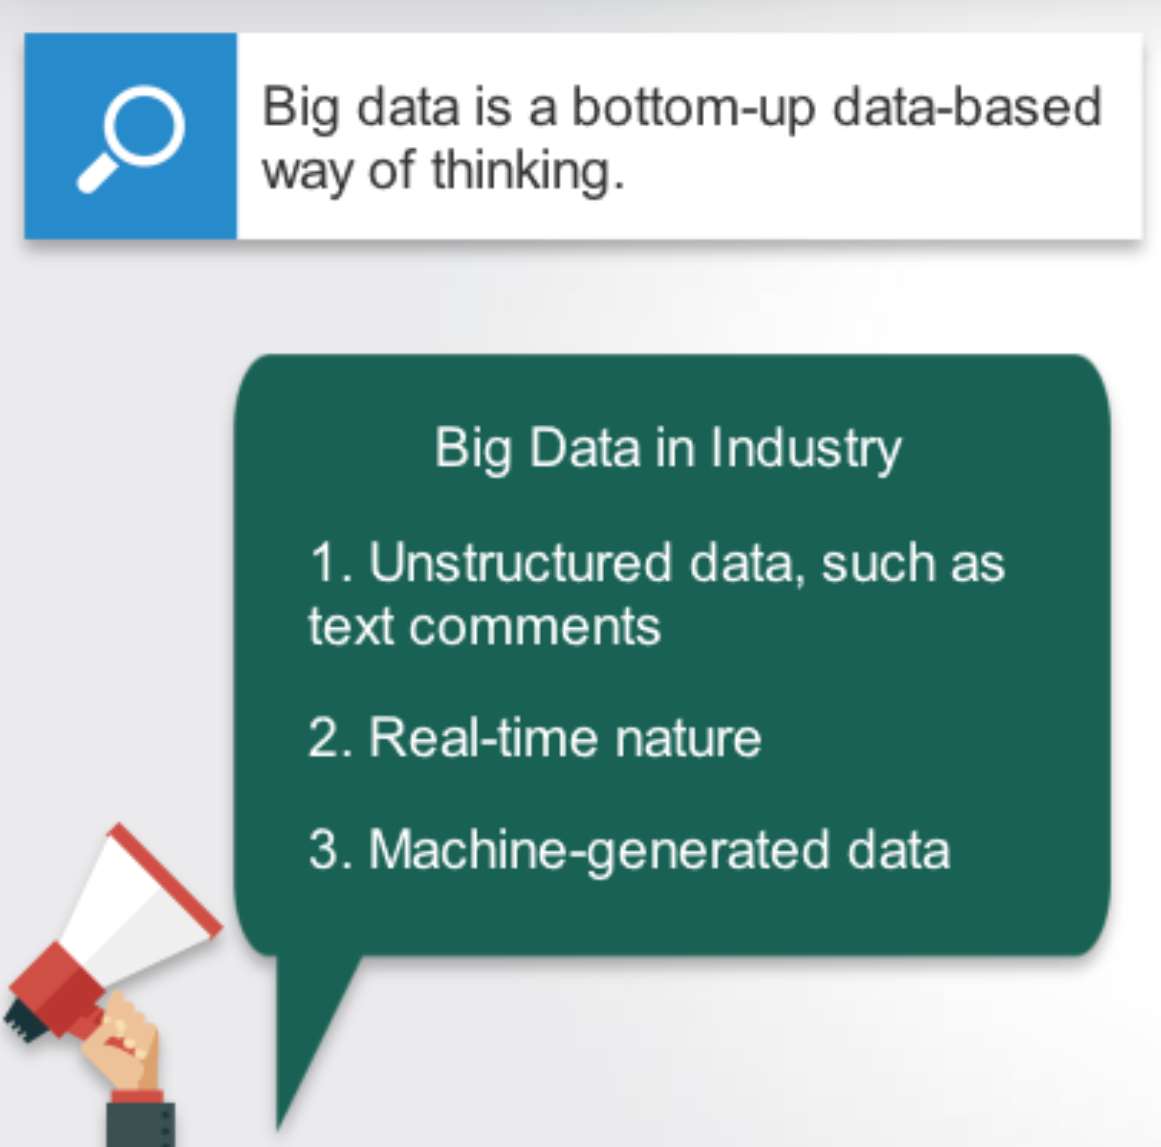 Big data is a bottom-up data-based
way of thinking.
Big Data in Industry
1. Unstructured data, such as
text comments
2. Real-time nature
3. Machine-generated data